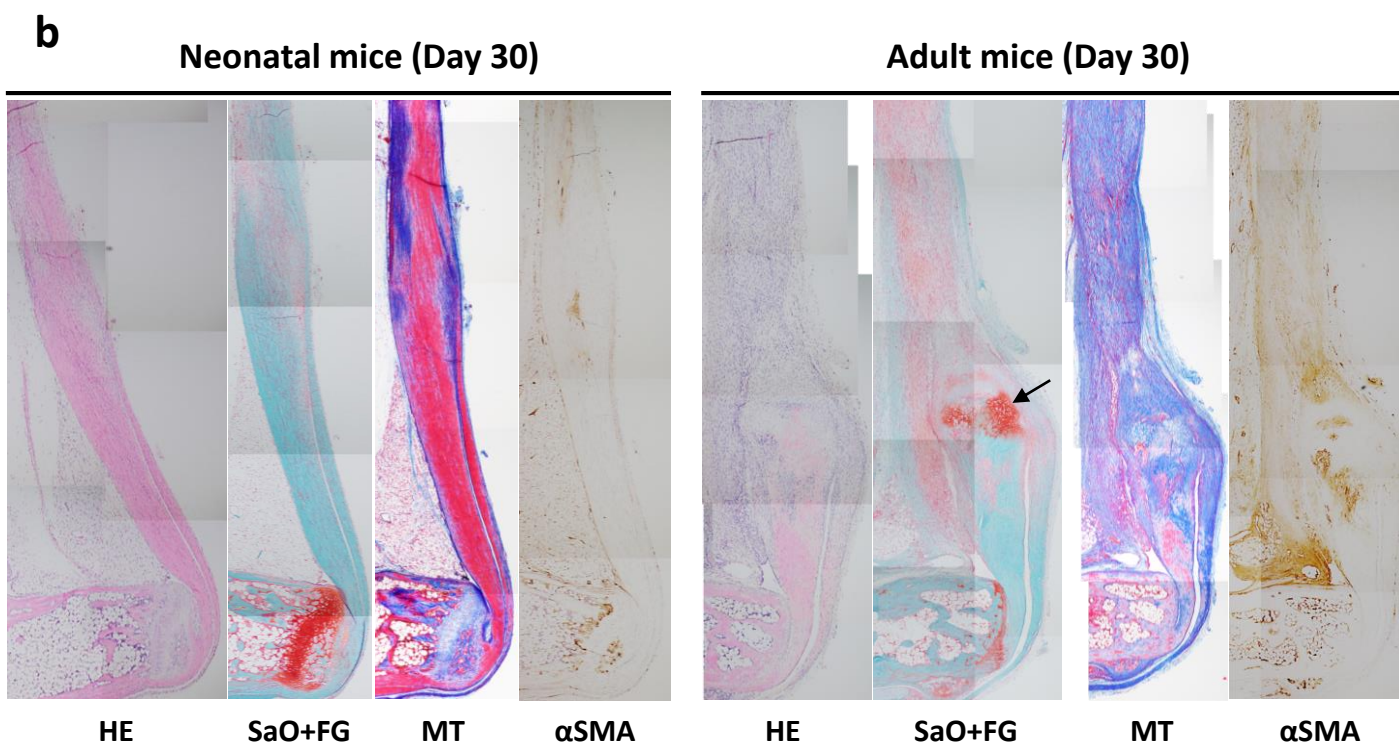 b
Neonatal mice (Day 30)
Adult mice (Day 30)
HE SaO+FG MT αSMA
HE SaO+FG MT αSMA